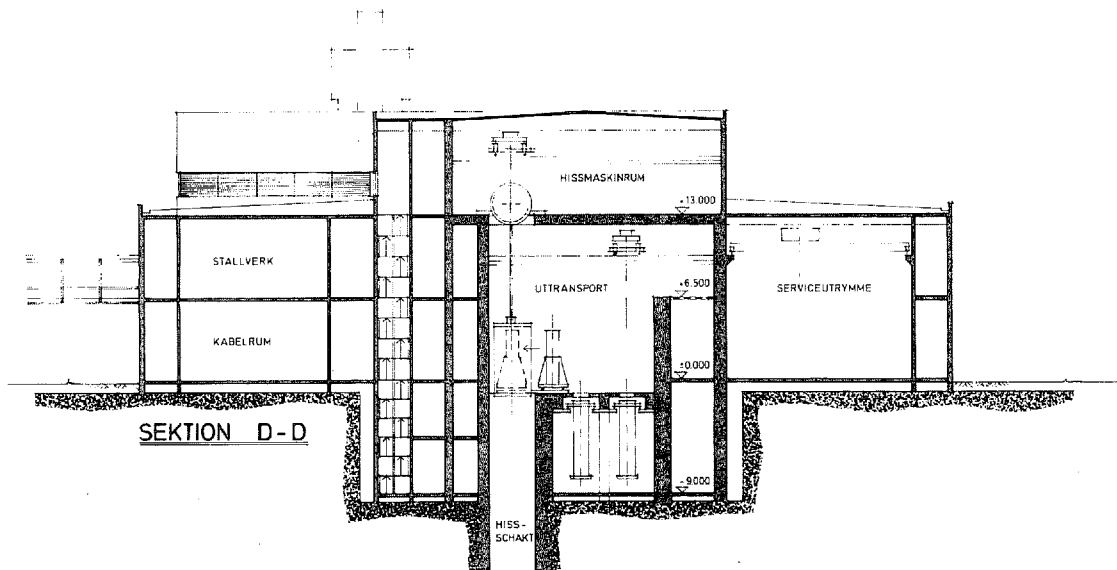 HISSMASKINRUM
+13.000
STALLVERK
UTTRANSPORT
+6.500
SERVICEUTRYMME
KABELRUM
±0.000
SEKTION D-D
-9.000
HISS-
SCHAKT